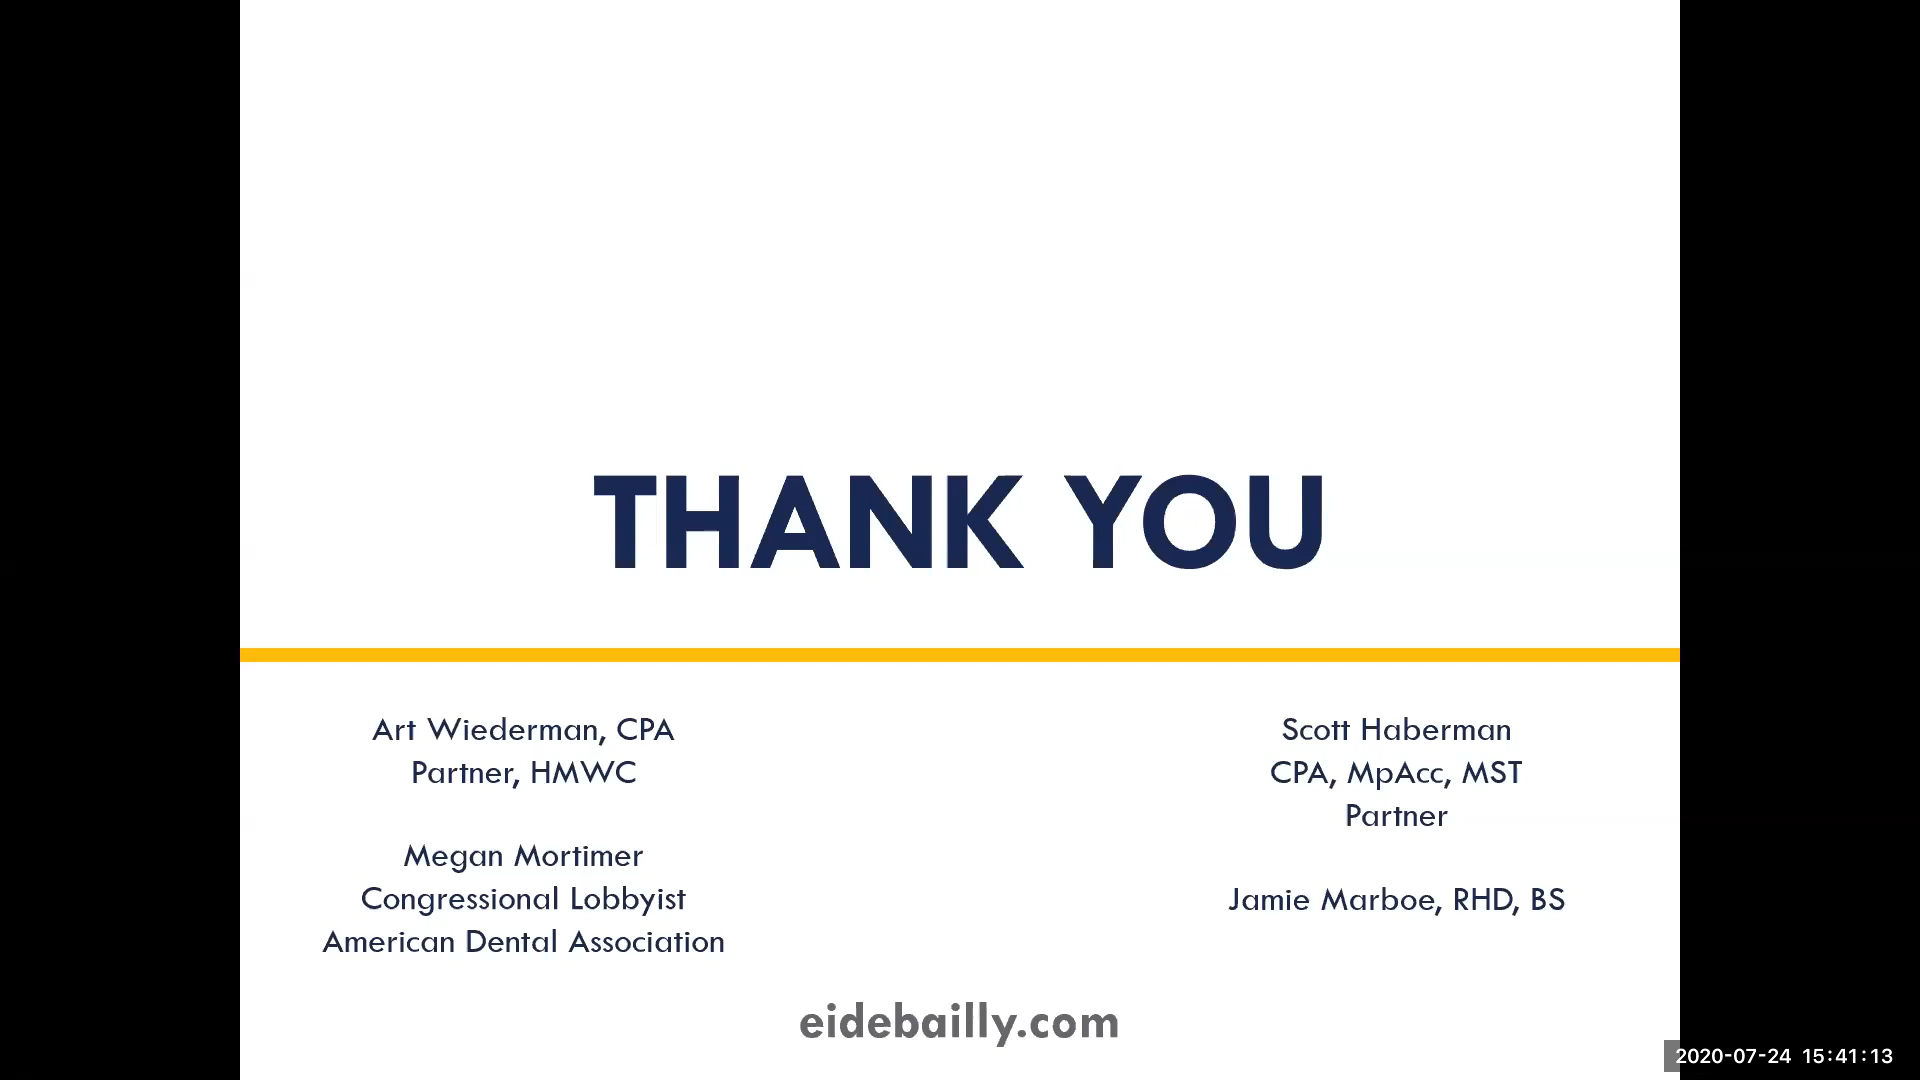 THANK YOU
Art Wiederman, CPA
Partner, HMWC
Megan Mortimer
Congressional Lobbyist
American Dental Association
Scott Haberman
CPA, MpAcc, MST
Partner
Jamie Marboe, RHD, BS
eidebailly.com
2020-07-24 15:41:13